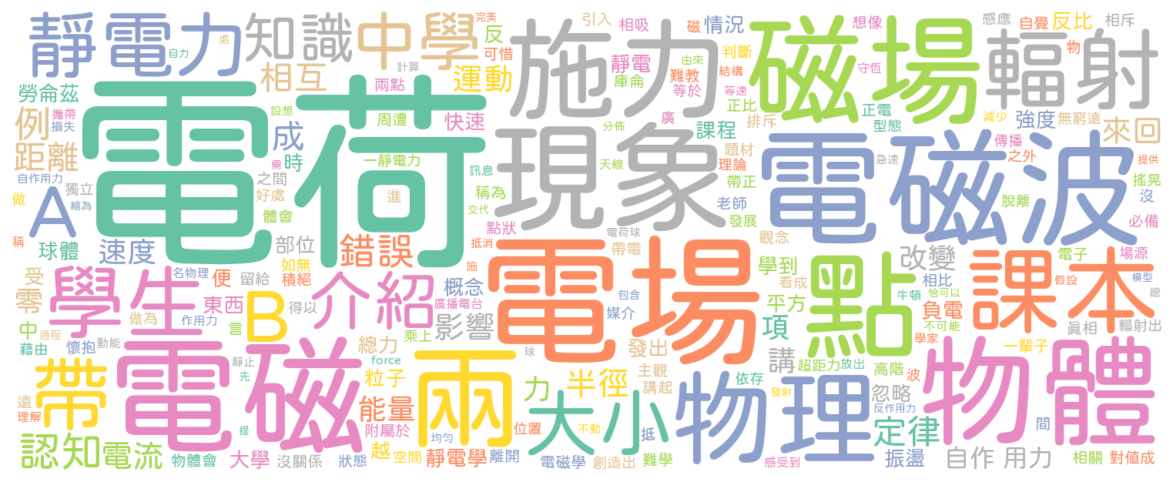 靜電力
知識
中學
施力
磁場
輻射
電荷
現象
電磁波
電場
點
課本
學生
介紹
電磁
兩
大小
物理
物體
帶
A
B
相互
運動
例
距離
成
時
速度
錯誤
快速
勞侖茲
攜帶
損失
自力
處
完美
反
可惜
計算
引入
相吸
磁
情況
想像
感應
自覺
反比
相斥
物
靜電
判斷
由來
結構
守恆
難教
庫侖
等於
等速
兩點
設想
周遭
分佈
廣
正比
排斥
正電
型態
強度
減少
無窮遠
來回
課程
題材
傳播
之外
提供
一靜電力
訊息
天線
理論
急速
搖晃
自作用力
獨立
之間
好處
需
進
稱為
帶正
老師
脫離
沒
必備
做
縮為
體會
交代
點狀
發展
電荷球
球體
部位
抵消
帶電
觀念
改變
電子
場源
稱
受
名物理
便
留給
如無
積絕
施
概念
學到
看成
相比
假設
模型
總
零
東西
得以
廣播電台
包含
平方
牛頓
恰可以
負電
中
做為
作用力
言
影響
乘上
媒介
項
不可能
輻射出
過程
藉由
懷抱
動能
總力
發出
講
學家
眞相
一輩子
靜止
force
球
主觀
超距力
放出
遠
先
粒子
力
半徑
講起
依存
高階
波
忽略
理解
能量
發射
附屬於
位置
不動
抵
反作用力
定律
間
認知
電流
提
越
均勻
物體會
大學
沒關係
狀態
空間
靜電學
離開
電磁學
創造出
難學
感受到
振盪
自作
用力
相關
對値成